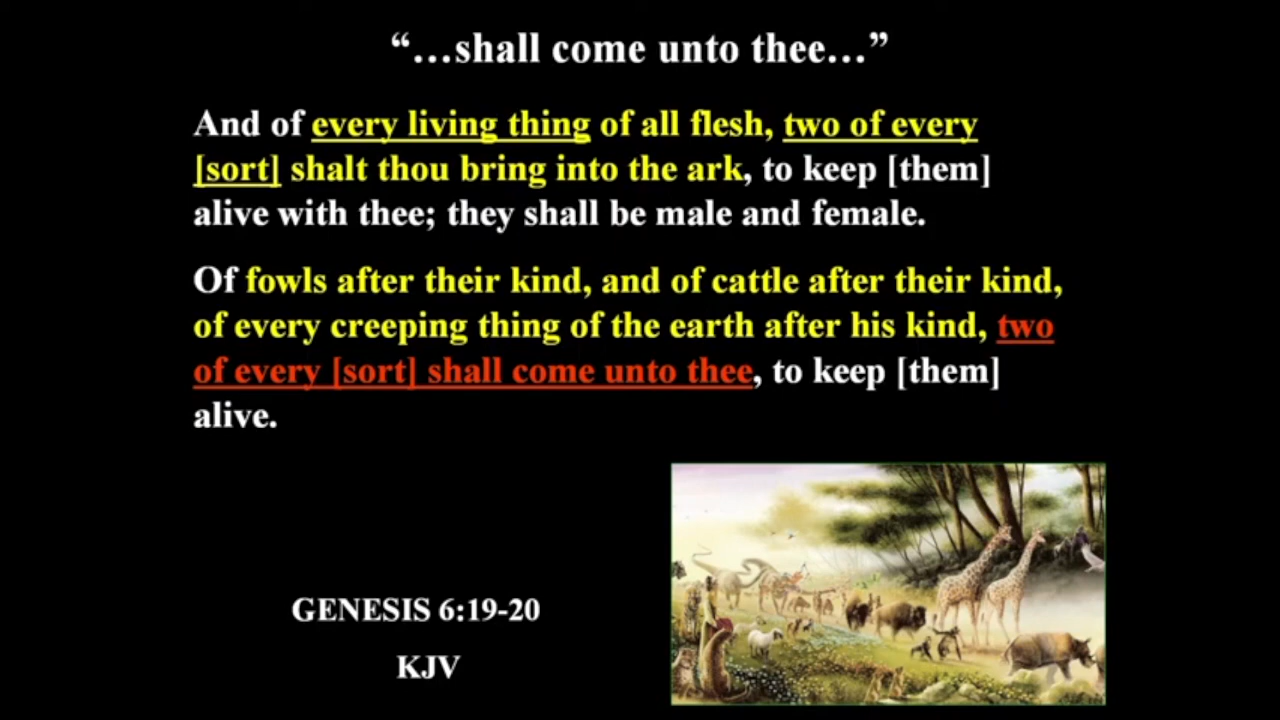 “…shall come unto thee…”
And of every living thing of all flesh, two of every
[sort] shalt thou bring into the ark, to keep [them]
alive with thee; they shall be male and female.
Of fowls after their kind, and of cattle after their kind,
of every creeping thing of the earth after his kind, two
of every [sort] shall come unto thee, to keep [them]
alive.
GENESIS 6:19-20
KJV